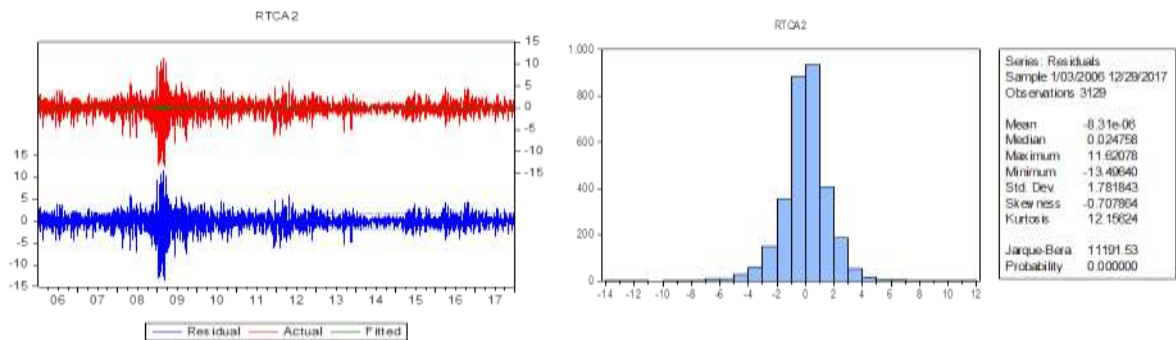 RTCA2
15
10
5
0
-5
-10
-15
15
10
5
0
-5
-10
-15
06 07 08 09 10 11 12 13 14 15 16 17
Residual Actual Fitted
RTCA2
1,000
800
600
400
200
0
-14 -12 -10 -8 -6 -4 -2 0 2 4 6 8 10 12
Series: Residuals
Sample 1/03/2006 12/29/2017
Observations 3129
Mean -8.31e-06
Median 0.024758
Maximum 11.62078
Minimum -13.49640
Std. Dev. 1.781843
Skewness -0.707864
Kurtosis 12.15624
Jarque-Bera 11191.53
Probability 0.000000